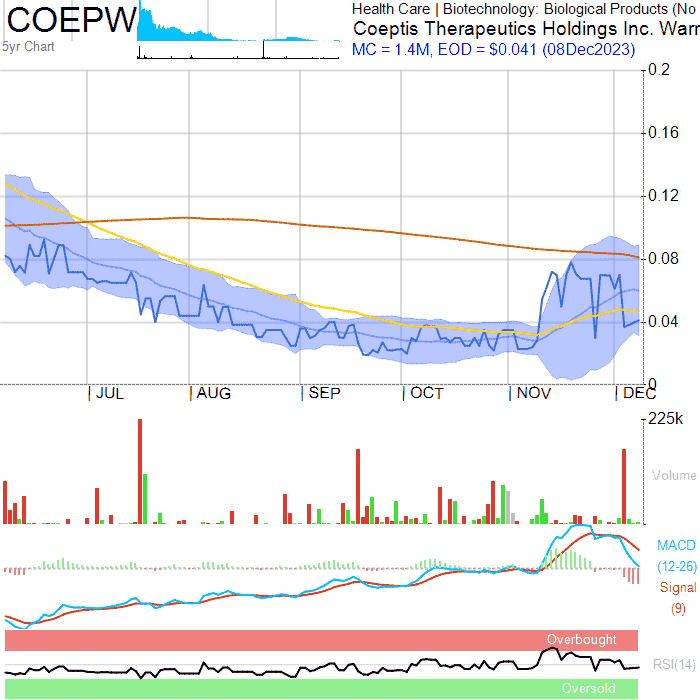 COEPW
5yr Chart
Health Care | Biotechnology: Biological Products (No
Coeptis Therapeutics Holdings Inc. Warr
MC = 1.4M, EOD = $0.041 (08Dec2023)
0.2
0.16
0.12
0.08
0.04
0
JUL AUG SEP OCT NOV DEC
225k
Volume
MACD
(12-26)
Signal
(9)
Overbought
RSI(14)
Oversold